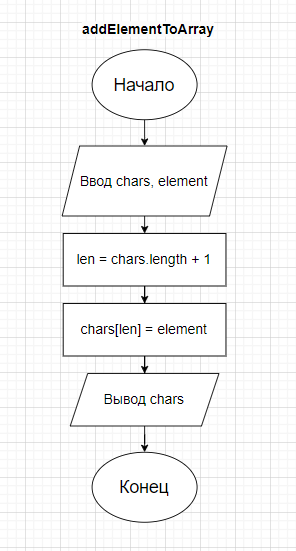 addElementToArray
Начало
Ввод chars, element
len = chars.length + 1
chars[len] = element
Вывод chars
Конец